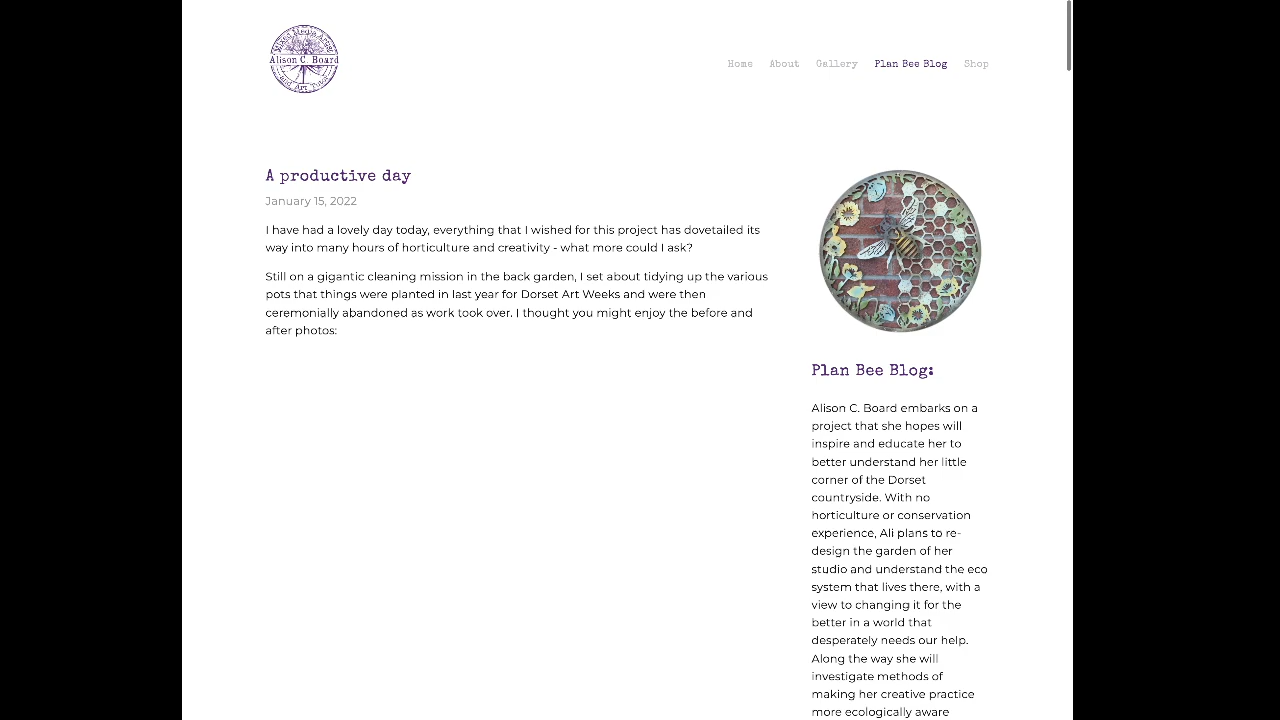 Mixed Media Artist
Alison C. Board
and Art Tutor
Home About Gallery Plan Bee Blog Shop
A productive day
January 15, 2022
I have had a lovely day today, everything that I wished for this project has dovetailed its
way into many hours of horticulture and creativity - what more could I ask?
Still on a gigantic cleaning mission in the back garden, I set about tidying up the various
pots that things were planted in last year for Dorset Art Weeks and were then
ceremonially abandoned as work took over. I thought you might enjoy the before and
after photos:
Plan Bee Blog:
Alison C. Board embarks on a
project that she hopes will
inspire and educate her to
better understand her little
corner of the Dorset
countryside. With no
horticulture or conservation
experience, Ali plans to re-
design the garden of her
studio and understand the eco
system that lives there, with a
view to changing it for the
better in a world that
desperately needs our help.
Along the way she will
investigate methods of
making her creative practice
more ecologically aware